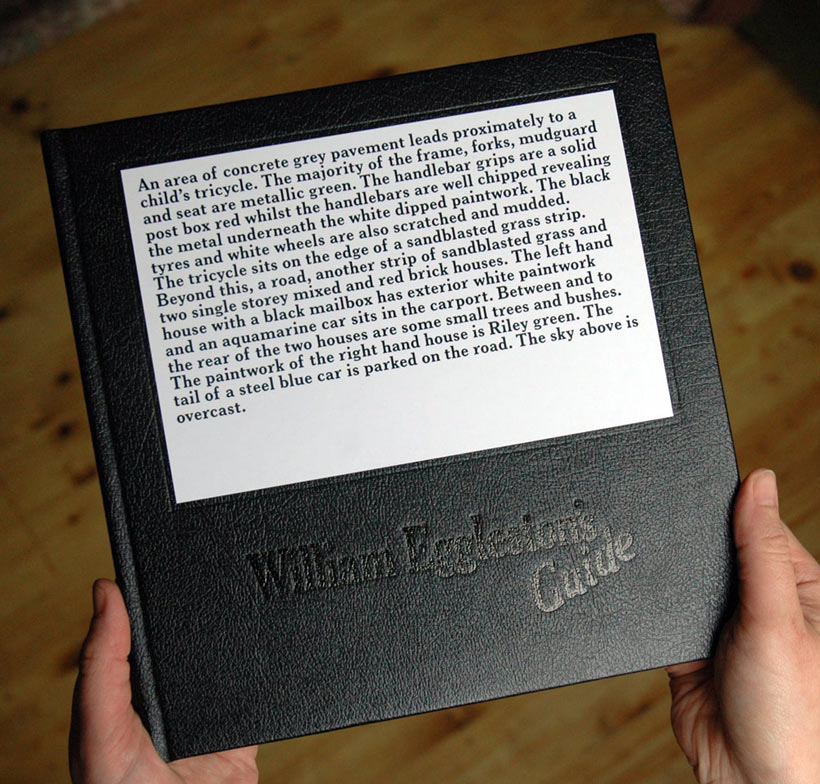 An area of concrete grey pavement leads proximately to a
child's tricycle. The majority of the frame, forks, mudguard
and seat are metallic green. The handlebar grips are a solid
post box red whilst the handlebars are well chipped revealing
the metal underneath the white dipped paintwork. The black
tyres and white wheels are also scratched and mudded.
The tricycle sits on the edge of a sandblasted grass strip.
Beyond this, a road, another strip of sandblasted grass and
two single storey mixed and red brick houses. The left hand
house with a black mailbox has exterior white paintwork
and an aquamarine car sits in the carport. Between and to
the rear of the two houses are some small trees and bushes.
The paintwork of the right hand house is Riley green. The
tail of a steel blue car is parked on the road. The sky above is
overcast.
William Eggleston's
Guide